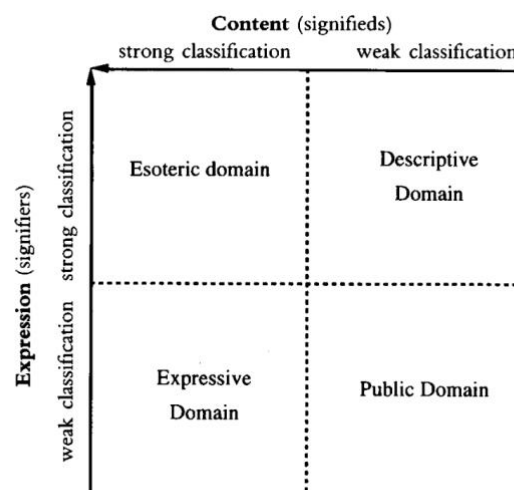 Content (signifieds)
strong classification weak classification
Expression (signifiers)
weak classification strong classification
Esoteric domain
Descriptive
Domain
Expressive
Domain
Public Domain